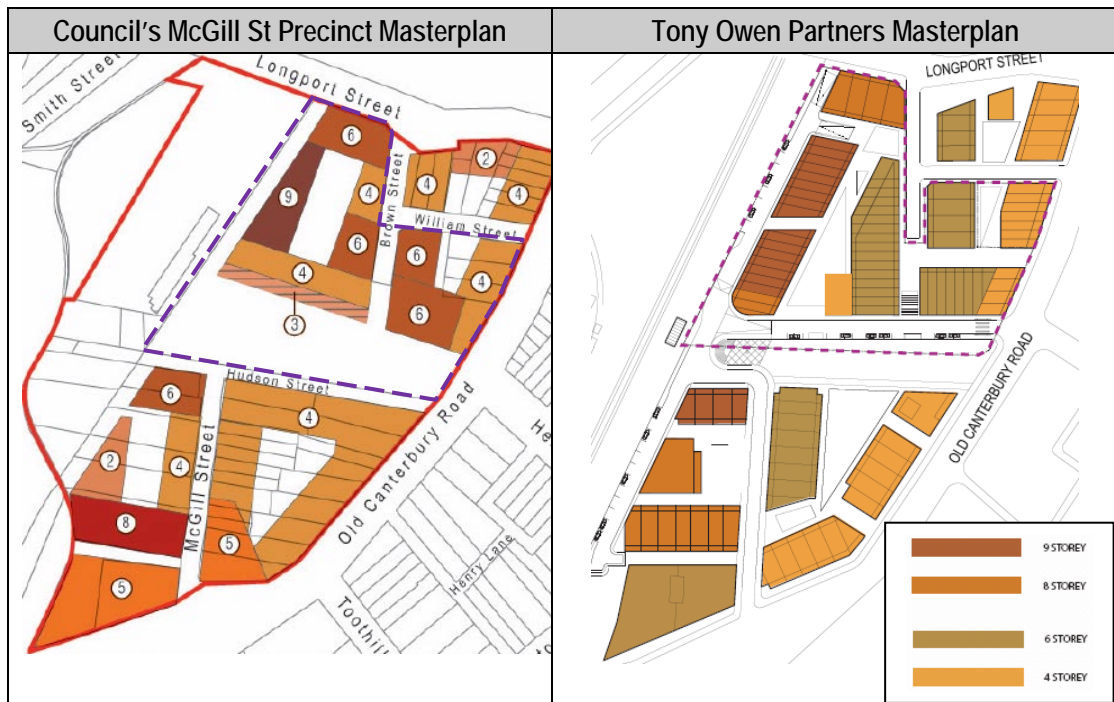 Council's McGill St Precinct Masterplan
Tony Owen Partners Masterplan
Smith Street
Longport Street
6
9
4
Brown Street
4
2
4
William Street
6
6
4
4
3
6
Hudson Street
6
4
2
4
McGill Street
8
5
5
Old Canterbury Road
Henry Lane
Toothill
LONGPORT STREET
OLD CANTERBURY ROAD
9 STOREY
8 STOREY
6 STOREY
4 STOREY